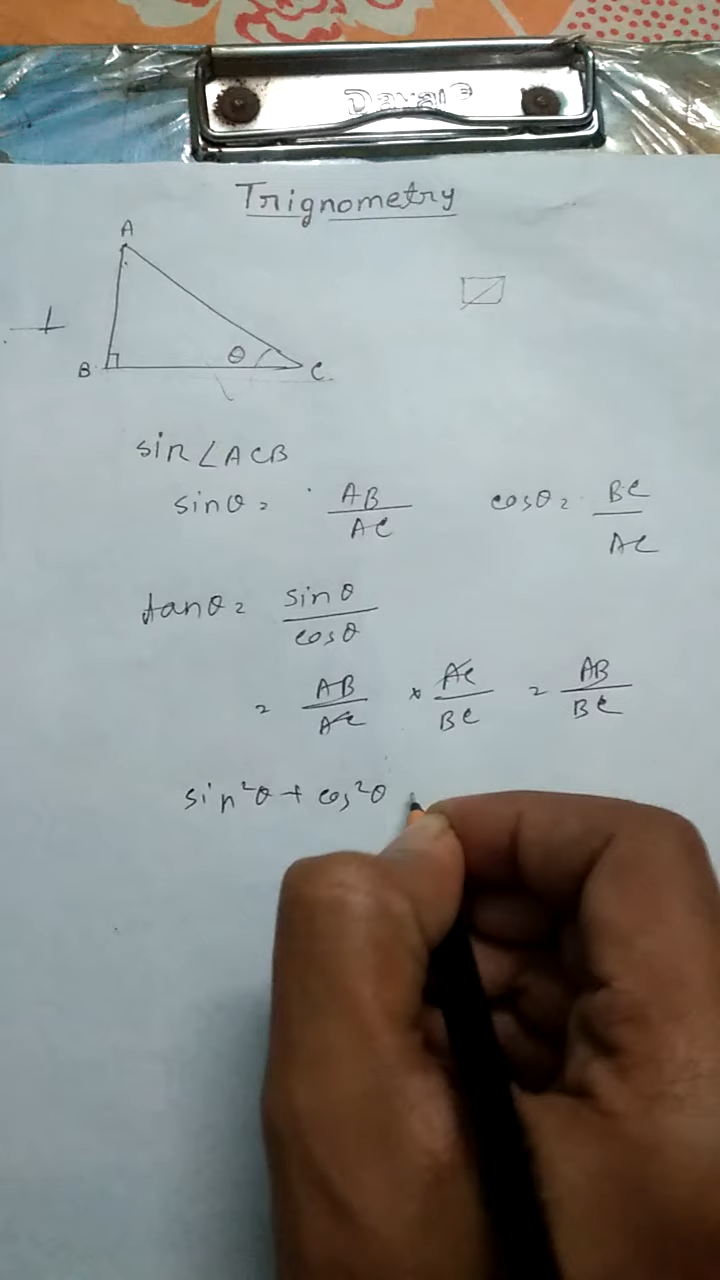 Davai
Trignometry
A
B
θ
C
sin∠ACB
sinθ = AB/AC cosθ = BC/AC
tanθ = sinθ/cosθ
= AB/AC × AC/BC = AB/BC
sin²θ + cos²θ